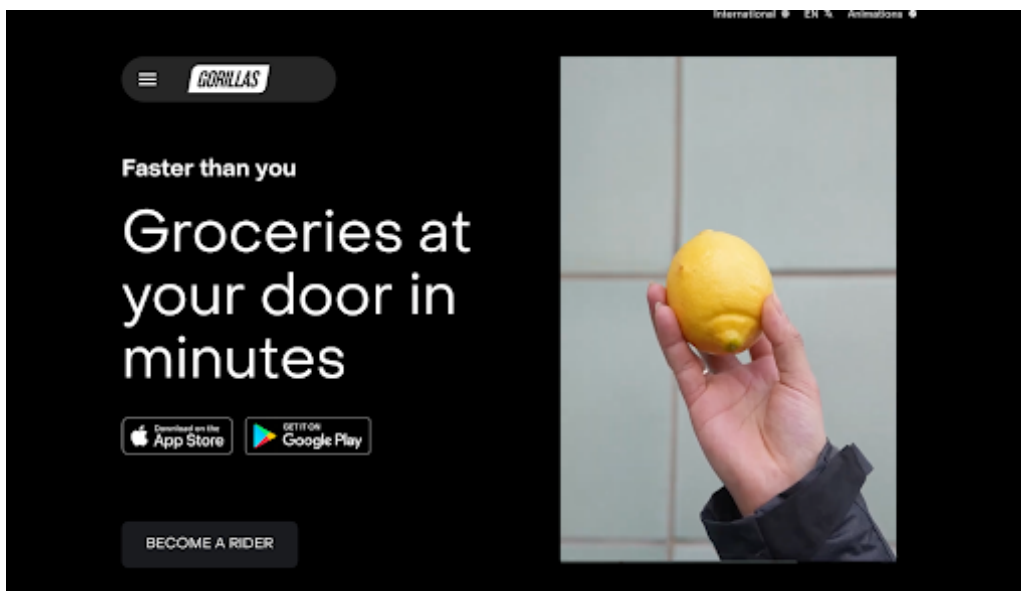 International
EN
Animations
GORILLAS
Faster than you
Groceries at
your door in
minutes
Download on the
App Store
GET IT ON
Google Play
BECOME A RIDER